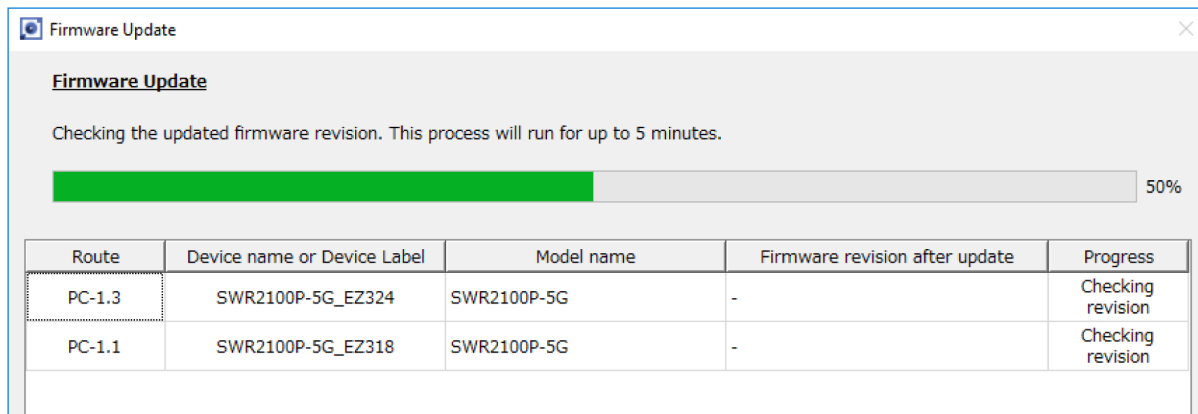 Firmware Update
Firmware Update
Checking the updated firmware revision. This process will run for up to 5 minutes.
50%
Route Device name or Device Label Model name Firmware revision after update Progress
PC-1.3 SWR2100P-5G_EZ324 SWR2100P-5G - Checking
revision
PC-1.1 SWR2100P-5G_EZ318 SWR2100P-5G - Checking
revision